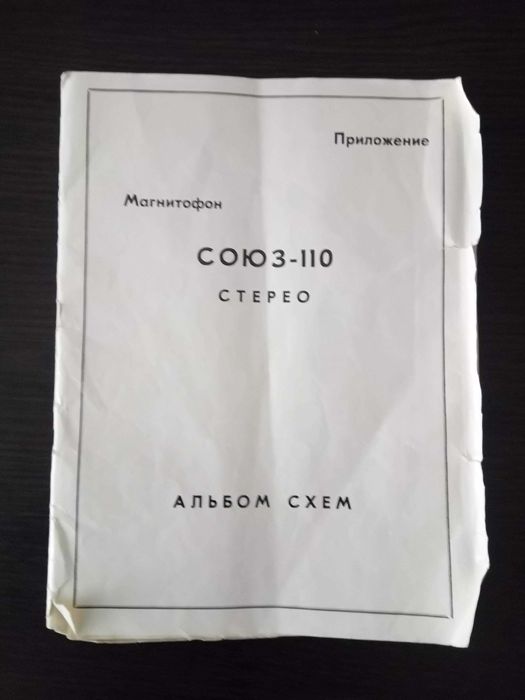 Приложение
Магнитофон
СОЮЗ-110
СТЕРЕО
АЛЬБОМ СХЕМ